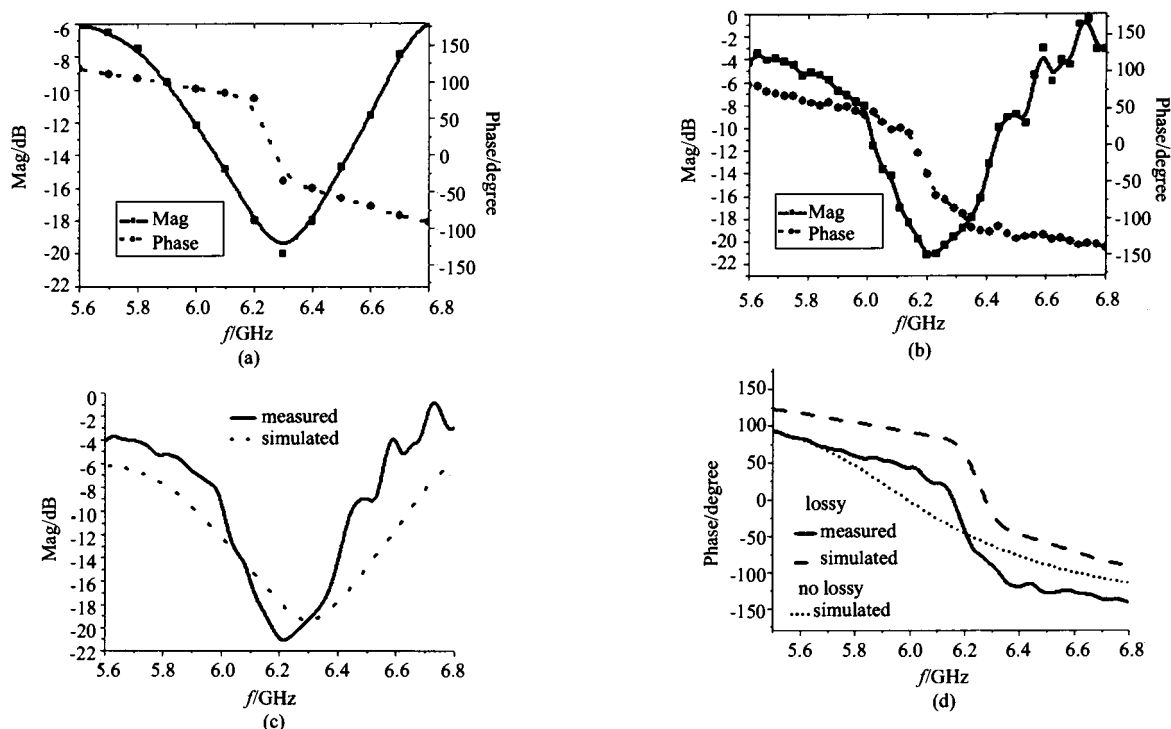 -6
-8
-10
-12
-14
-16
-18
-20
-22
Mag/dB
150
100
50
0
-50
-100
-150
Phase/degree
Mag
Phase
5.6 5.8 6.0 6.2 6.4 6.6 6.8
f/GHz
(a)
0
-2
-4
-6
-8
-10
-12
-14
-16
-18
-20
-22
Mag/dB
150
100
50
0
-50
-100
-150
Phase/degree
Mag
Phase
5.6 5.8 6.0 6.2 6.4 6.6 6.8
f/GHz
(b)
0
-2
-4
-6
-8
-10
-12
-14
-16
-18
-20
-22
Mag/dB
measured
simulated
5.6 5.8 6.0 6.2 6.4 6.6 6.8
f/GHz
(c)
150
100
50
0
-50
-100
-150
Phase/degree
lossy
measured
simulated
no lossy
simulated
5.6 5.8 6.0 6.2 6.4 6.6 6.8
f/GHz
(d)